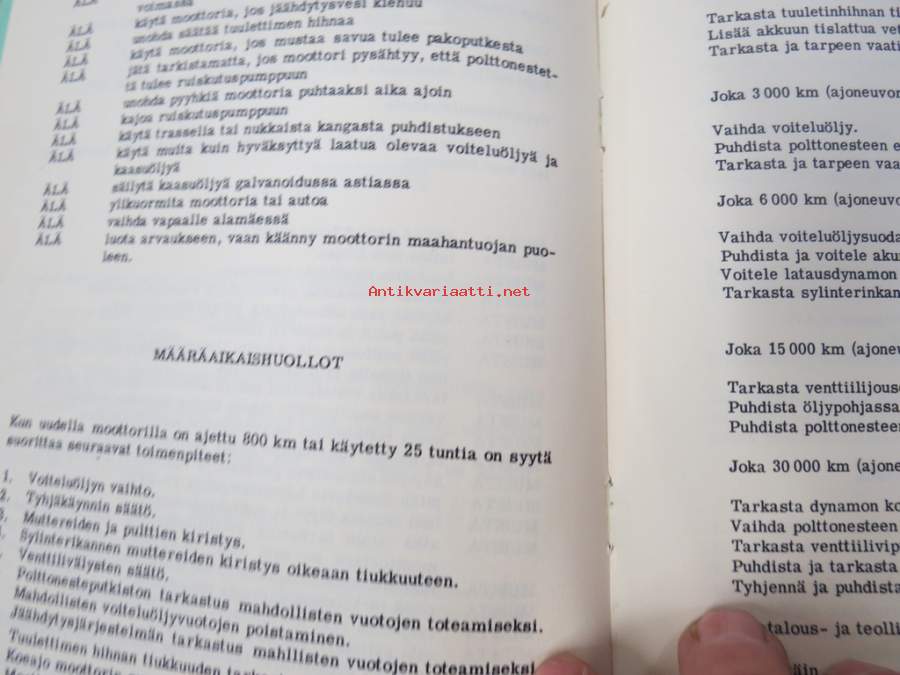 ÄLÄ käytä moottoria, jos jäähdytysvesi kiehuu
ÄLÄ unohda säätää tuulettimen hihnaa
ÄLÄ käytä moottoria, jos mustaa savua tulee pakoputkesta
ÄLÄ jätä tarkistamatta, jos moottori pysähtyy, että polttonestet-
tä tulee ruiskutuspumppuun
ÄLÄ unohda pyyhkiä moottoria puhtaaksi aika ajoin
ÄLÄ kajoa ruiskutuspumppuun
ÄLÄ käytä trasselia tai nukkaista kangasta puhdistukseen
ÄLÄ käytä muita kuin hyväksyttyä laatua olevaa voiteluöljyä ja
kaasuöljyä
ÄLÄ säilytä kaasuöljyä galvanoidussa astiassa
ÄLÄ ylikuormita moottoria tai autoa
ÄLÄ vaihda vapaalle alamäessä
ÄLÄ luota arvaukseen, vaan käänny moottorin maahantuojan puo-
leen.
Antikvariaatti.net
MÄÄRÄAIKAISHUOLLOT
Kun uudella moottorilla on ajettu 800 km tai käytetty 25 tuntia on syytä
suorittaa seuraavat toimenpiteet:
1. Voiteluöljyn vaihto.
2. Tyhjäkäynnin säätö.
3. Muttereiden ja pulttien kiristys.
Sylinterikannen muttereiden kiristys oikeaan tiukkuuteen.
Venttiilivälysten säätö.
Polttonesteputkiston tarkastus mahdollisten vuotojen toteamiseksi.
Mahdollisten voiteluöljyvuotojen poistaminen.
Jäähdytysjärjestelmän tarkastus mahllisten vuotojen toteamiseksi
Tuulettimen hihnan tiukkuuden
Koeajo
Tarkasta tuuletinhihnan ti
Lisää akkuun tislattua vet
Tarkasta ja tarpeen vaati
Joka 3 000 km (ajoneuvor
Vaihda voiteluöljy.
Puhdista polttonesteen e
Tarkasta ja tarpeen vaa
Joka 6 000 km (ajoneuvo
Vaihda voiteluöljysuoda
Puhdista ja voitele aku
Voitele latausdynamon
Tarkasta sylinterinkan
Joka 15 000 km (ajoneu
Tarkasta venttiilijouse
Puhdista öljypohjassa
Puhdista polttonesteen
Joka 30 000 km (ajone
Tarkasta dynamon ko
Vaihda polttonesteen
Tarkasta venttiilivip
Puhdista ja tarkasta
Tyhjennä ja puhdista
talous- ja teolli